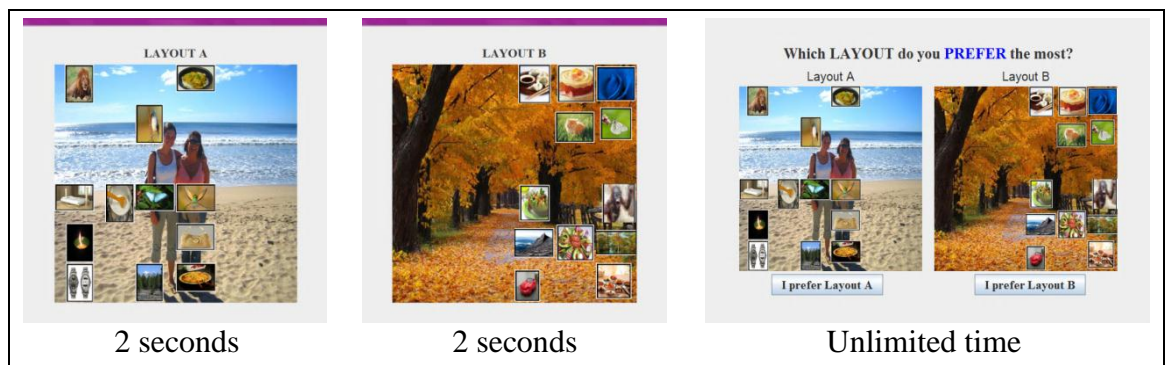 LAYOUT A
LAYOUT B
Which LAYOUT do you PREFER the most?
Layout A
Layout B
I prefer Layout A
I prefer Layout B
2 seconds
2 seconds
Unlimited time